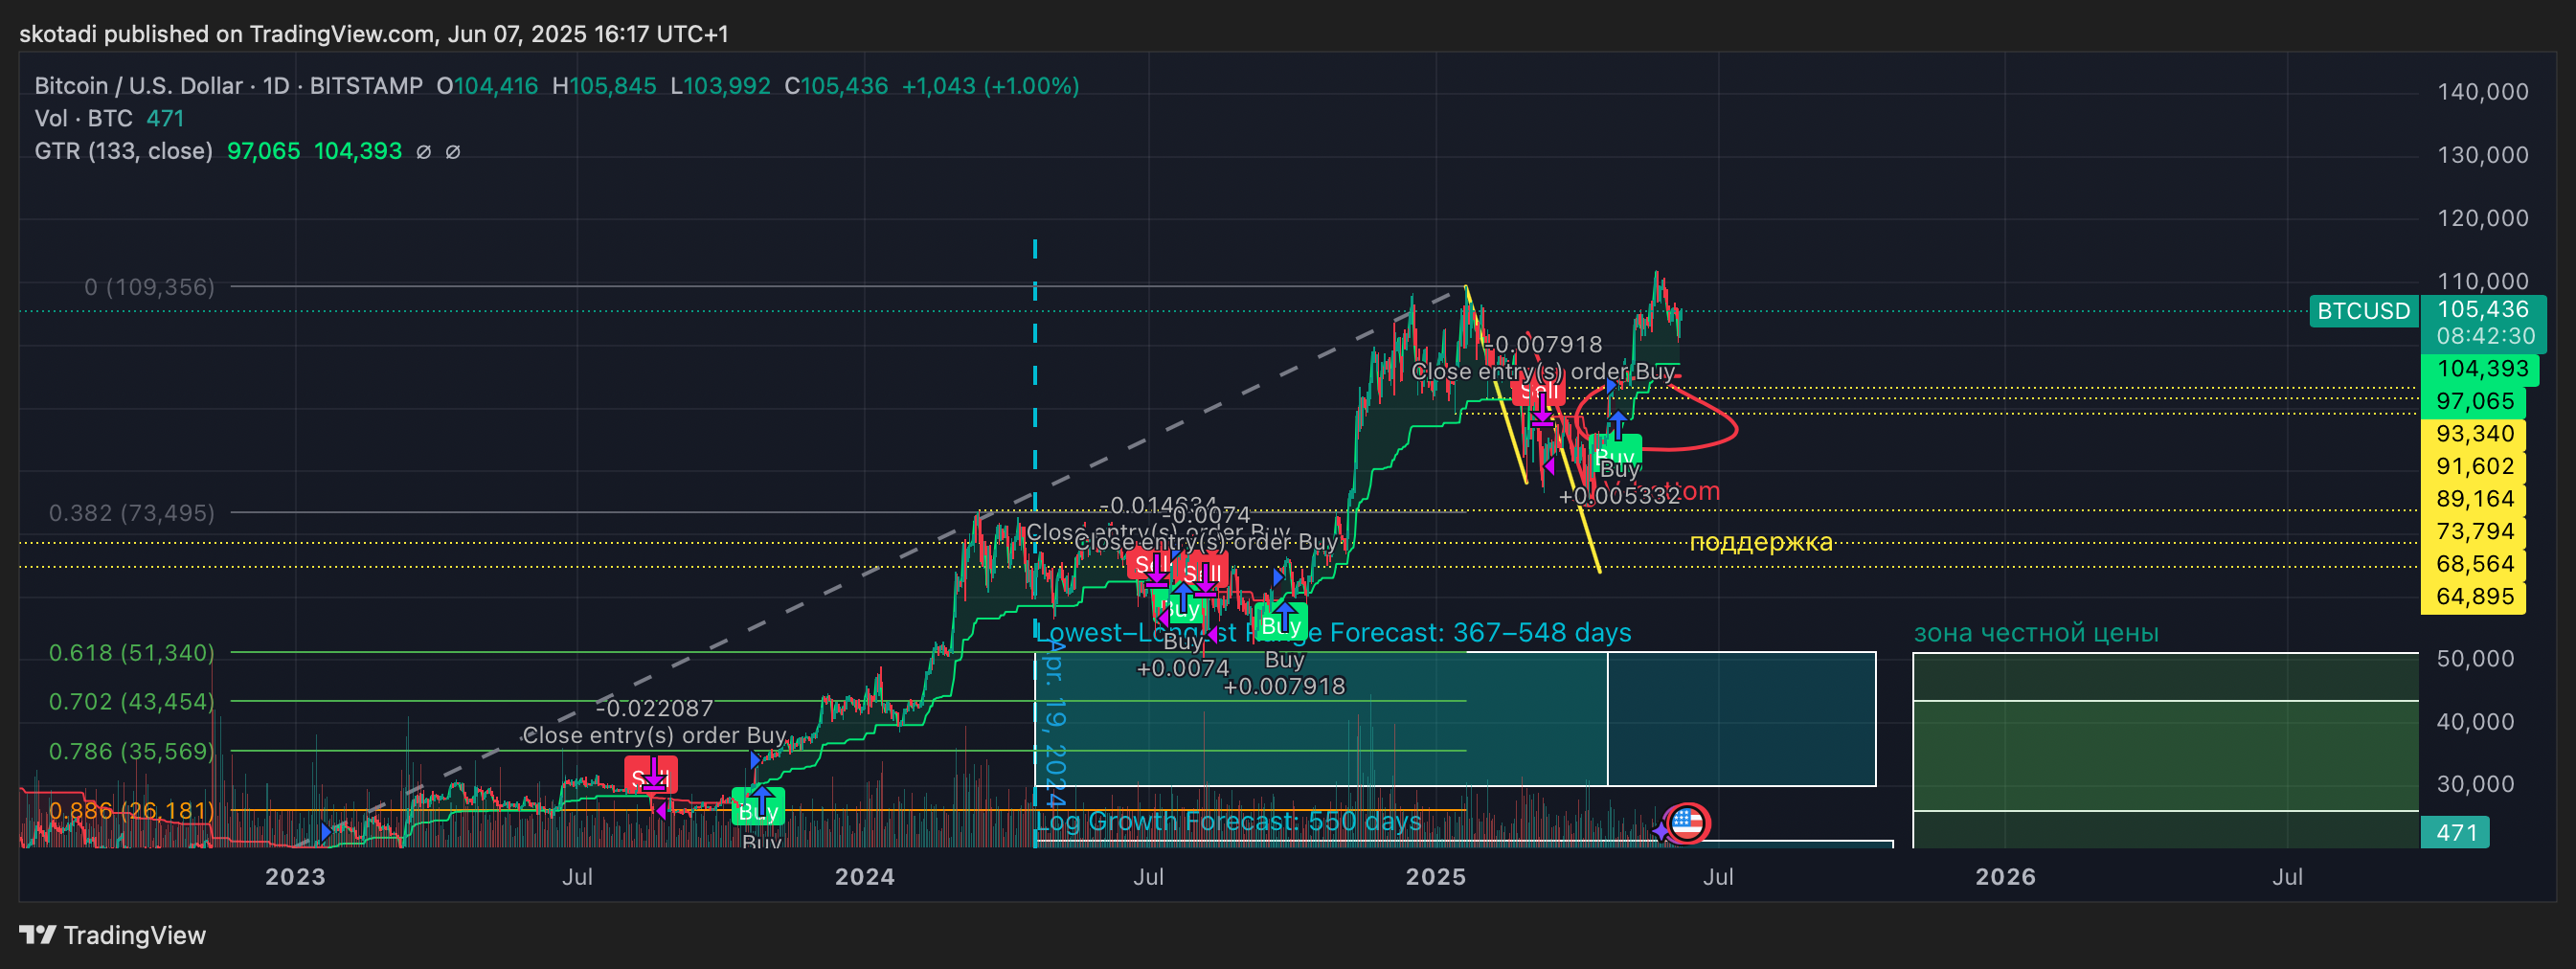 skotadi published on TradingView.com, Jun 07, 2025 16:17 UTC+1
Bitcoin / U.S. Dollar · 1D · BITSTAMP O104,416 H105,845 L103,992 C105,436 +1,043 (+1.00%)
Vol · BTC 471
GTR (133, close) 97,065 104,393 ∅ ∅
140,000
130,000
120,000
110,000
0 (109,356)
BTCUSD 105,436
08:42:30
-0.007918
104,393
Close entry(s) order Buy
Sell
97,065
93,340
Buy
Buy
91,602
+0.005332
89,164
-0.014634
0.382 (73,495)
-0.0074
73,794
Close entry(s) order Buy
Close entry(s) order Buy
поддержка
68,564
Sell
Sell
64,895
Buy
Buy
Lowest–Longest Range Forecast: 367–548 days
зона честной цены
Buy
0.618 (51,340)
Buy
50,000
+0.0074
+0.007918
0.702 (43,454)
-0.022087
40,000
Close entry(s) order Buy
0.786 (35,569)
Apr. 19, 2024
Sell
30,000
0.886 (26,181)
Buy
Log Growth Forecast: 550 days
471
Buy
2023 Jul 2024 Jul 2025 Jul 2026 Jul
TradingView